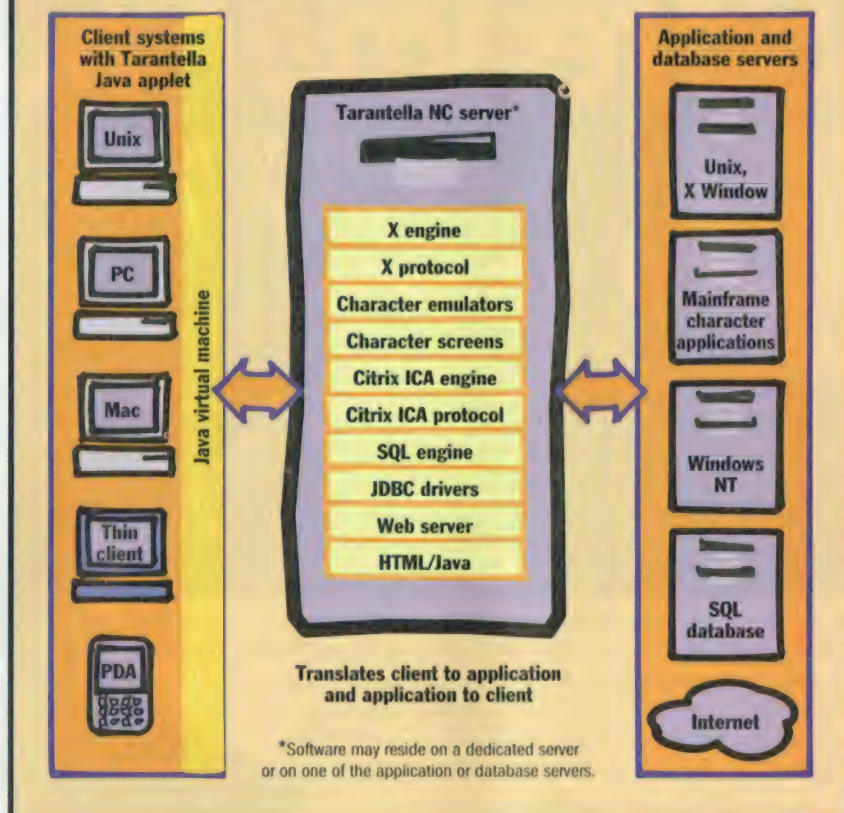 Client systems
with Tarantella
Java applet
Unix
PC
Mac
Thin
client
PDA
Java virtual machine
Tarantella NC server*
X engine
X protocol
Character emulators
Character screens
Citrix ICA engine
Citrix ICA protocol
SQL engine
JDBC drivers
Web server
HTML/Java
Translates client to application
and application to client
*Software may reside on a dedicated server
or on one of the application or database servers.
Application and
database servers
Unix,
X Window
Mainframe
character
applications
Windows
NT
SQL
database
Internet